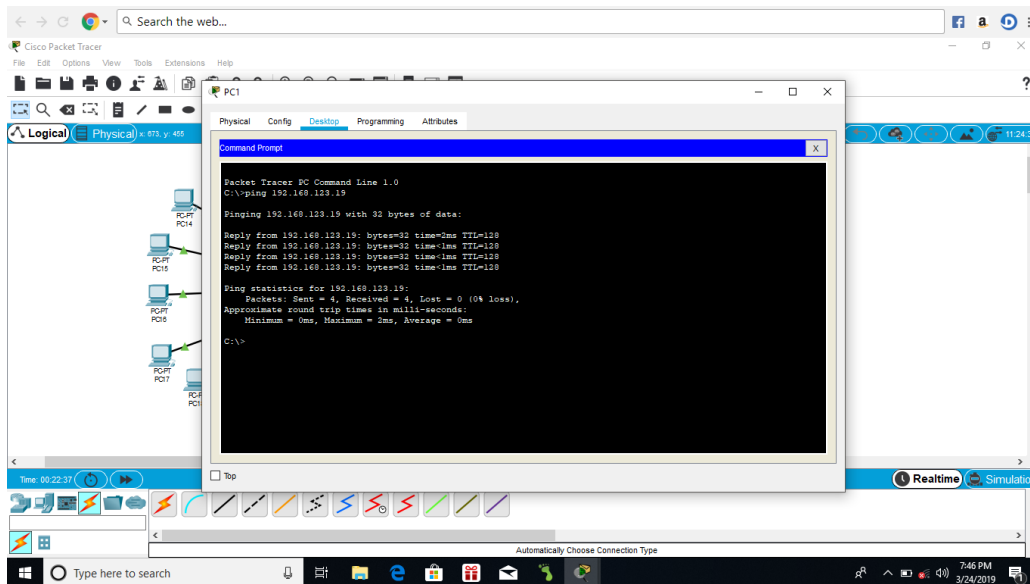 Search the web...
Cisco Packet Tracer
File Edit Options View Tools Extensions Help
PC1
Physical Config Desktop Programming Attributes
Logical Physical x: 673, y: 455
Command Prompt X
Packet Tracer PC Command Line 1.0
C:\>ping 192.168.123.19
Pinging 192.168.123.19 with 32 bytes of data:
Reply from 192.168.123.19: bytes=32 time=2ms TTL=128
Reply from 192.168.123.19: bytes=32 time<1ms TTL=128
Reply from 192.168.123.19: bytes=32 time<1ms TTL=128
Reply from 192.168.123.19: bytes=32 time<1ms TTL=128
Ping statistics for 192.168.123.19:
Packets: Sent = 4, Received = 4, Lost = 0 (0% loss),
Approximate round trip times in milli-seconds:
Minimum = 0ms, Maximum = 2ms, Average = 0ms
C:\>
PC-PT
PC14
PC-PT
PC15
PC-PT
PC16
PC-PT
PC17
Top
Time: 00:22:37
Realtime Simulatio
Automatically Choose Connection Type
Type here to search
7:46 PM
3/24/2019